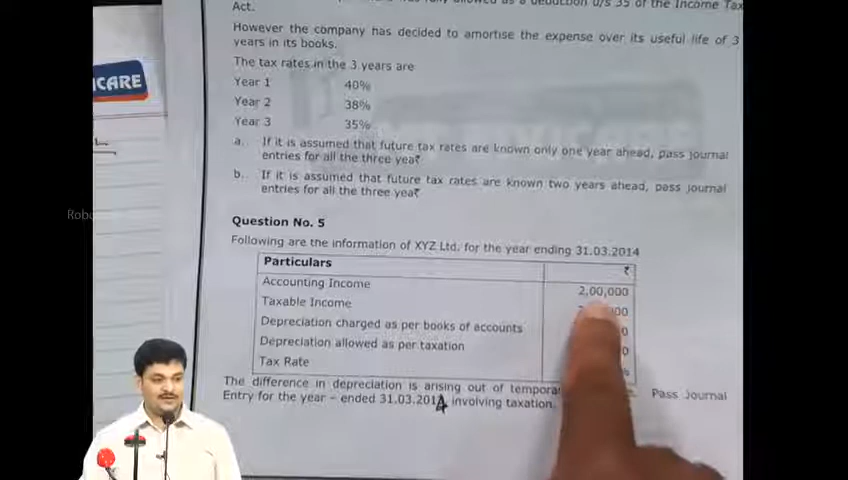 Act.
However the company has decided to amortise the expense over its useful life of 3
years in its books.
The tax rates in the 3 years are
Year 1 40%
Year 2 38%
Year 3 35%
a. If it is assumed that future tax rates are known only one year ahead, pass journal
entries for all the three yea₹
b. If it is assumed that future tax rates are known two years ahead, pass journal
entries for all the three yea₹
Question No. 5
Following are the information of XYZ Ltd. for the year ending 31.03.2014
Particulars ₹
Accounting Income 2,00,000
Taxable Income
Depreciation charged as per books of accounts
Depreciation allowed as per taxation
Tax Rate
The difference in depreciation is arising out of Pass Journal
Entry for the year – ended 31.03.2014 involving taxation.